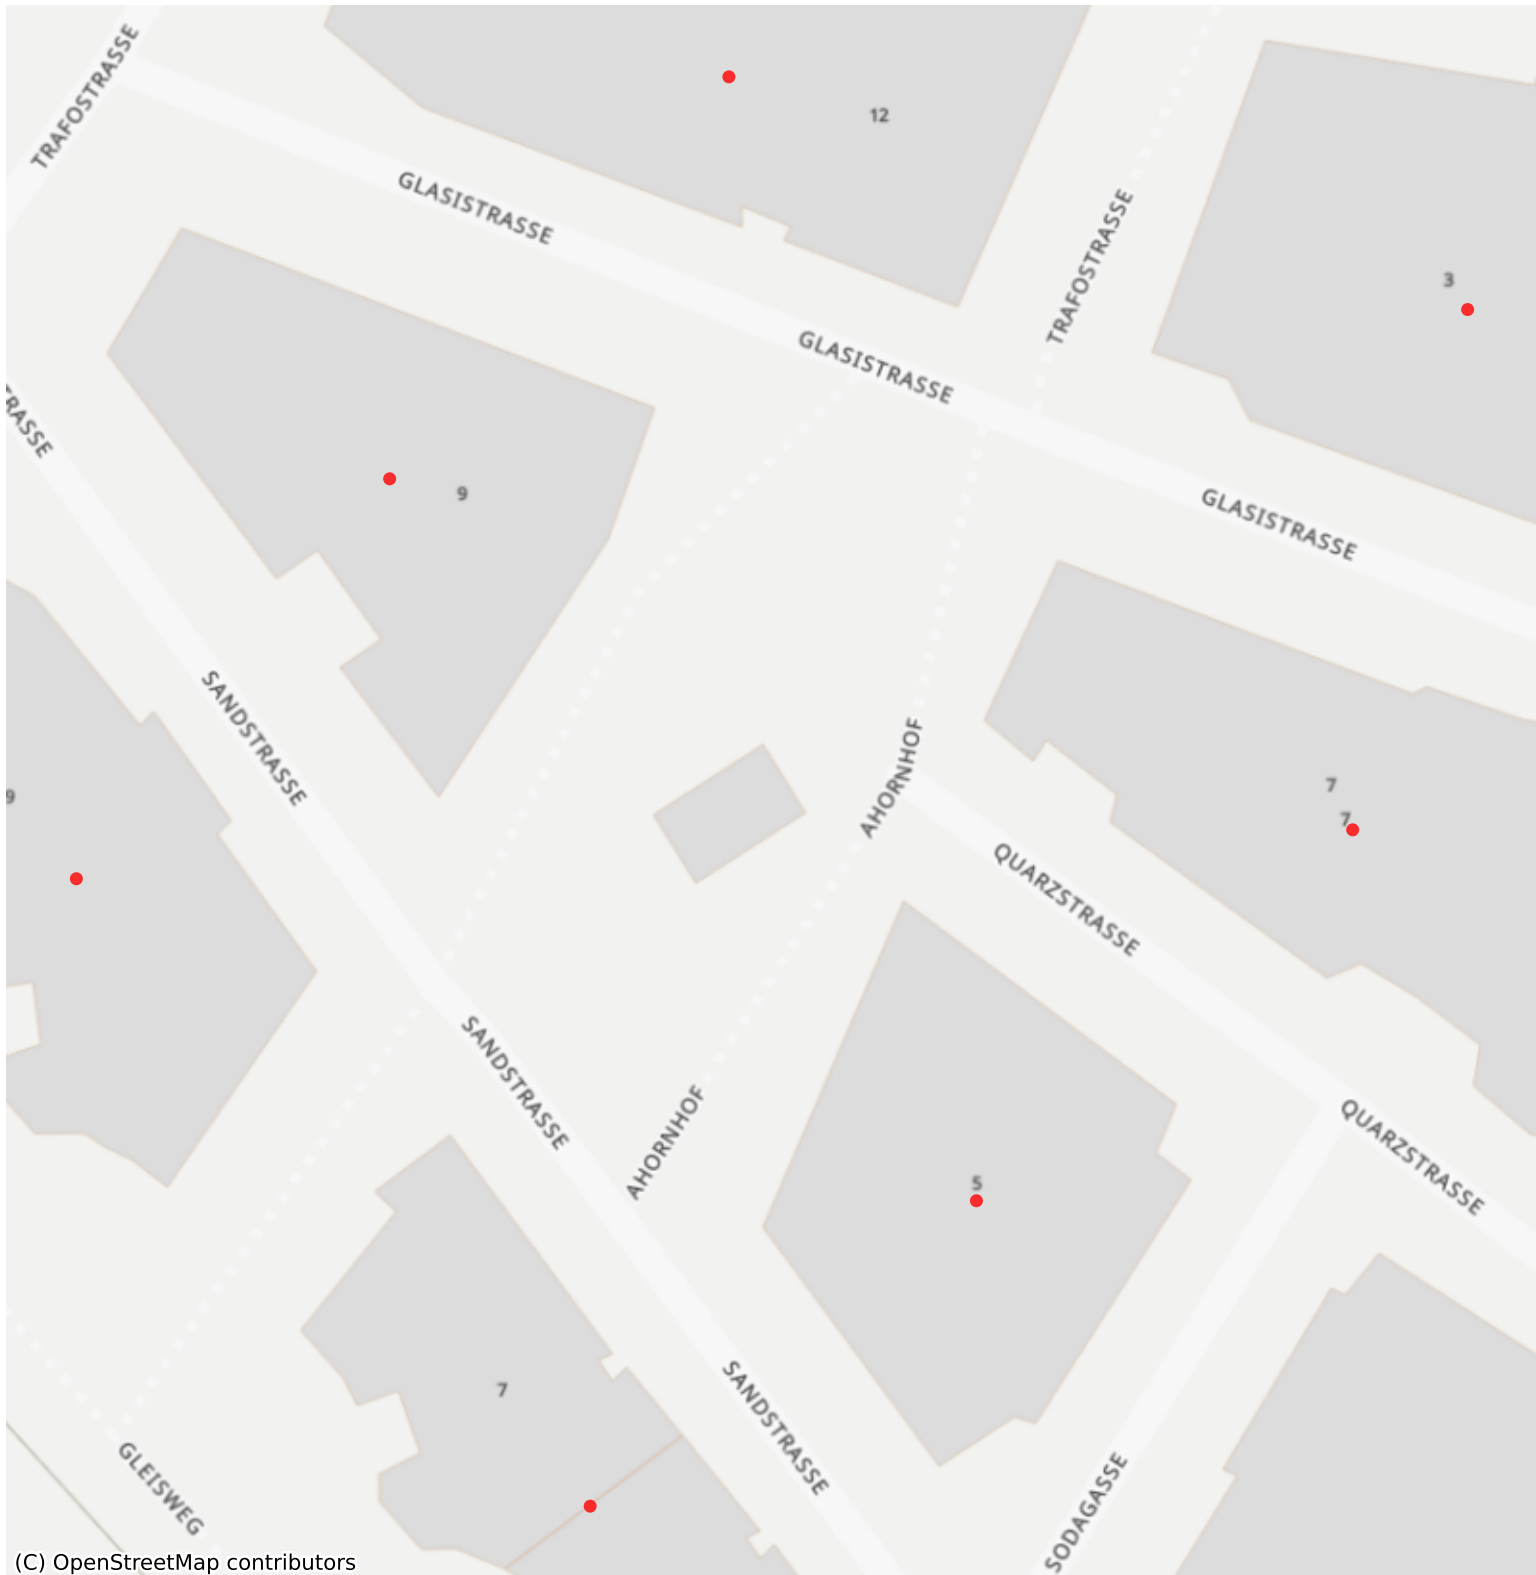 TRAFOSTRASSE
12
GLASISTRASSE
TRAFOSTRASSE
3
GLASISTRASSE
TRASSE
9
GLASISTRASSE
SANDSTRASSE
AHORNHOF
7
9
7
QUARZSTRASSE
SANDSTRASSE
AHORNHOF
QUARZSTRASSE
5
7
SANDSTRASSE
GLEISWEG
SODAGASSE
(C) OpenStreetMap contributors